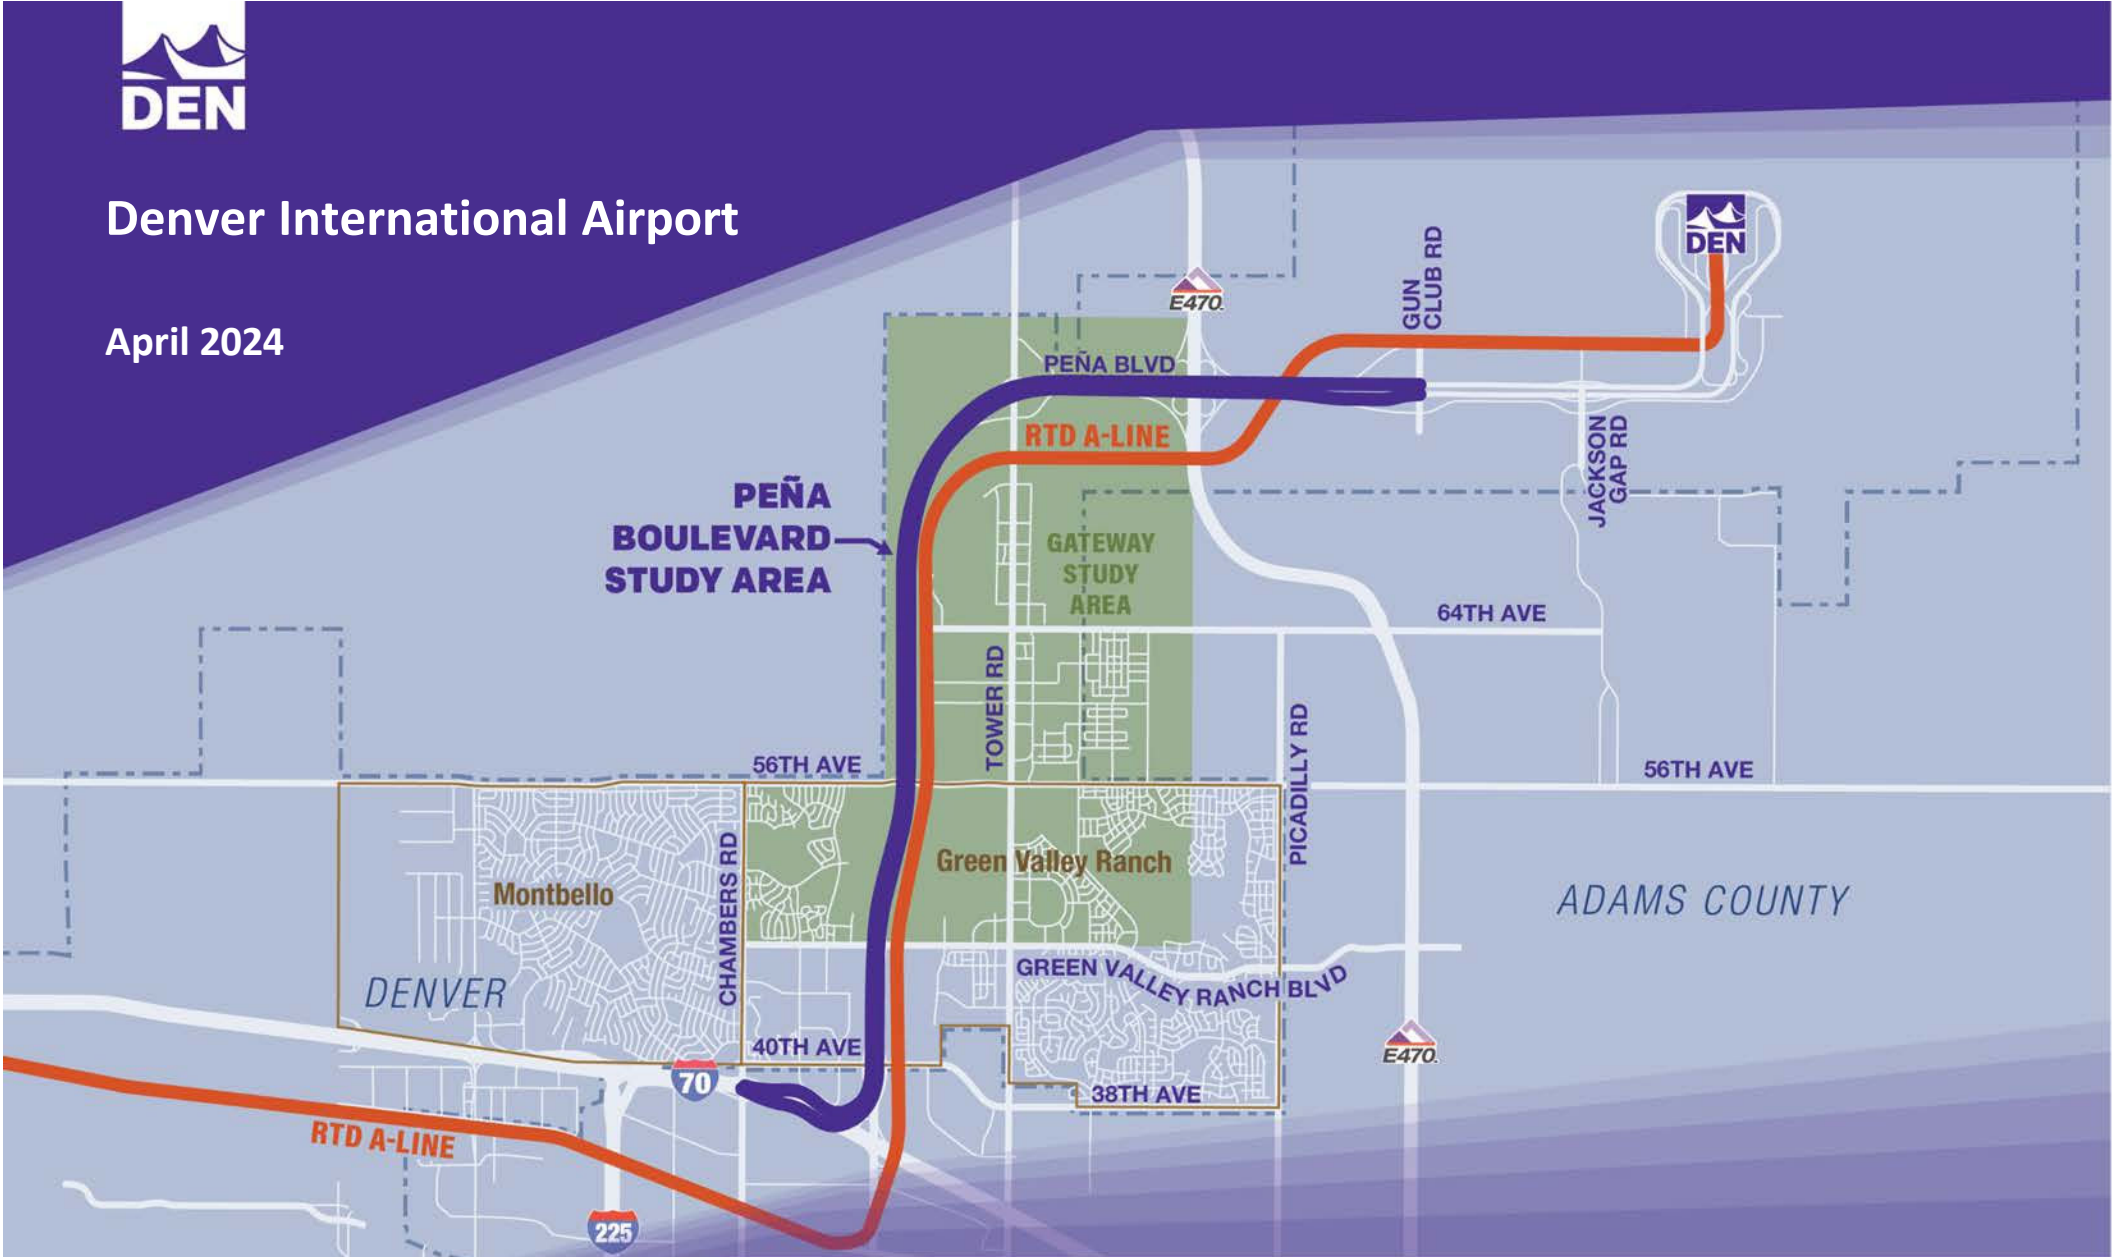 DEN
Denver International Airport
April 2024
DEN
E470
GUN
CLUB RD
PEÑA BLVD
RTD A-LINE
JACKSON
GAP RD
PEÑA
BOULEVARD
STUDY AREA
GATEWAY
STUDY
AREA
64TH AVE
TOWER RD
PICADILLY RD
56TH AVE
56TH AVE
CHAMBERS RD
Green Valley Ranch
Montbello
ADAMS COUNTY
DENVER
GREEN VALLEY RANCH BLVD
40TH AVE
E470
70
38TH AVE
RTD A-LINE
225